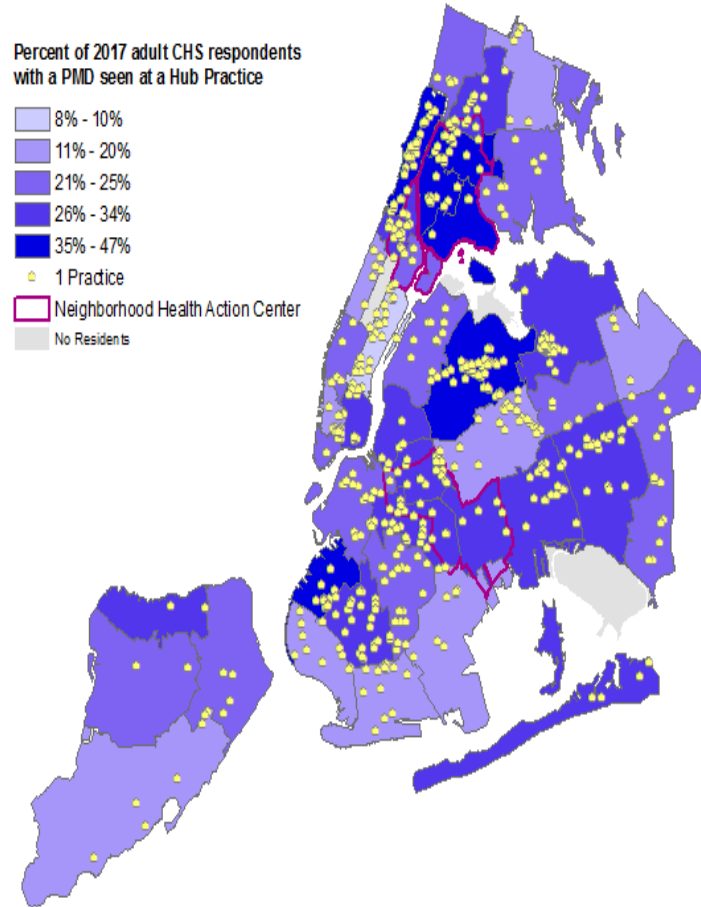 Percent of 2017 adult CHS respondents
with a PMD seen at a Hub Practice
8% - 10%
11% - 20%
21% - 25%
26% - 34%
35% - 47%
1 Practice
Neighborhood Health Action Center
No Residents